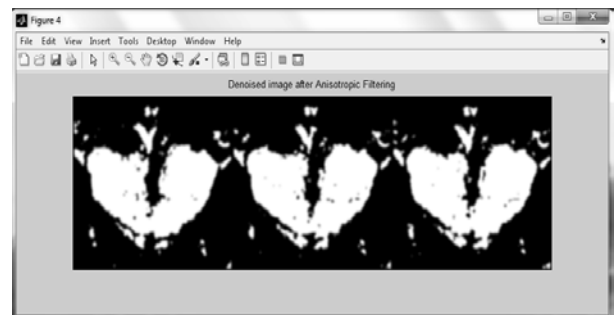 Figure 4
File Edit View Insert Tools Desktop Window Help
Denoised image after Anisotropic Filtering